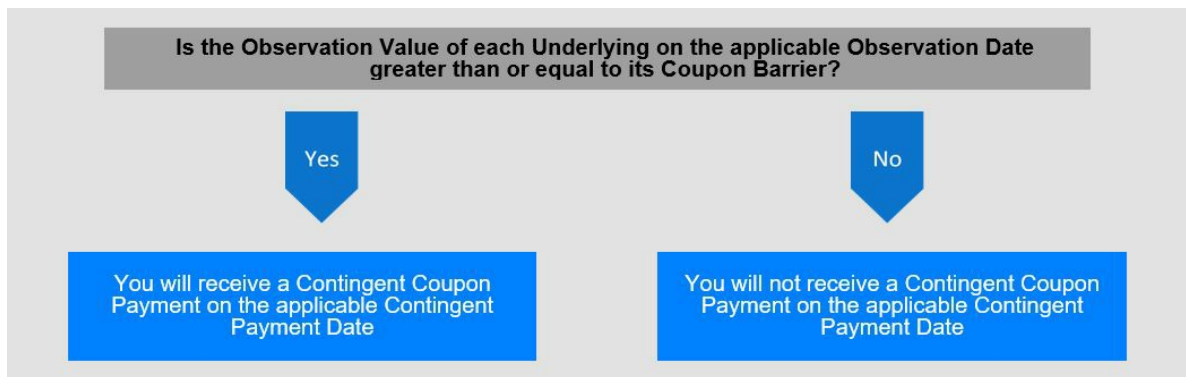 Is the Observation Value of each Underlying on the applicable Observation Date
greater than or equal to its Coupon Barrier?
Yes
No
You will receive a Contingent Coupon
Payment on the applicable Contingent
Payment Date
You will not receive a Contingent Coupon
Payment on the applicable Contingent
Payment Date